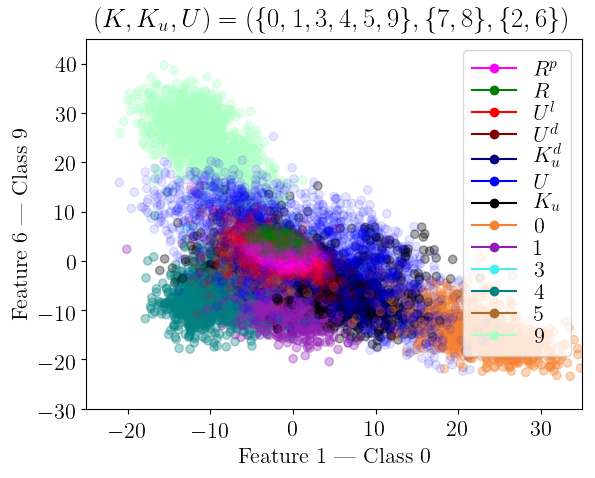 (K, K_u, U) = ({0, 1, 3, 4, 5, 9}, {7, 8}, {2, 6})
Feature 6 — Class 9
40
30
20
10
0
−10
−20
−30
−20
−10
0
10
20
30
Feature 1 — Class 0
R^p
R
U^l
U^d
K_u^d
U
K_u
0
1
3
4
5
9